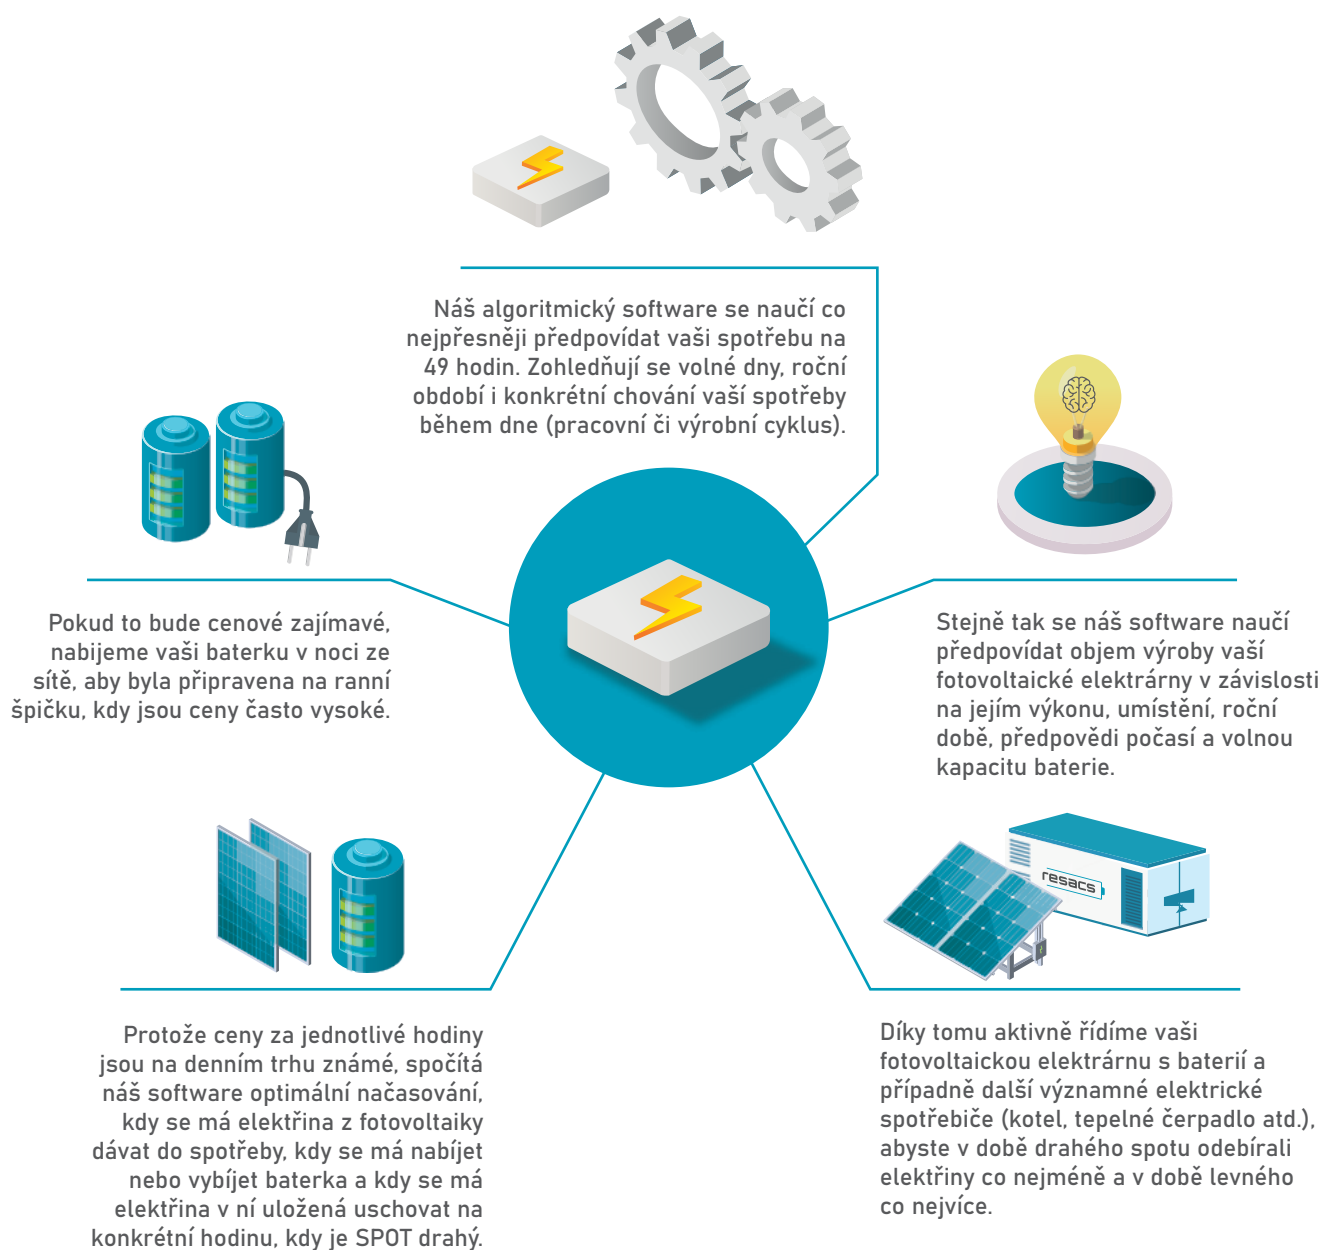 Náš algoritmický software se naučí co
nejpřesněji předpovídat vaši spotřebu na
49 hodin. Zohledňují se volné dny, roční
období i konkrétní chování vaší spotřeby
během dne (pracovní či výrobní cyklus).
Pokud to bude cenové zajímavé,
nabijeme vaši baterku v noci ze
sítě, aby byla připravena na ranní
špičku, kdy jsou ceny často vysoké.
Stejně tak se náš software naučí
předpovídat objem výroby vaší
fotovoltaické elektrárny v závislosti
na jejím výkonu, umístění, roční
době, předpovědi počasí a volnou
kapacitu baterie.
resacs
Protože ceny za jednotlivé hodiny
jsou na denním trhu známé, spočítá
náš software optimální načasování,
kdy se má elektřina z fotovoltaiky
dávat do spotřeby, kdy se má nabíjet
nebo vybíjet baterka a kdy se má
elektřina v ní uložená uschovat na
konkrétní hodinu, kdy je SPOT drahý.
Díky tomu aktivně řídíme vaši
fotovoltaickou elektrárnu s baterií a
případně další významné elektrické
spotřebiče (kotel, tepelné čerpadlo atd.),
abyste v době drahého spotu odebírali
elektřiny co nejméně a v době levného
co nejvíce.